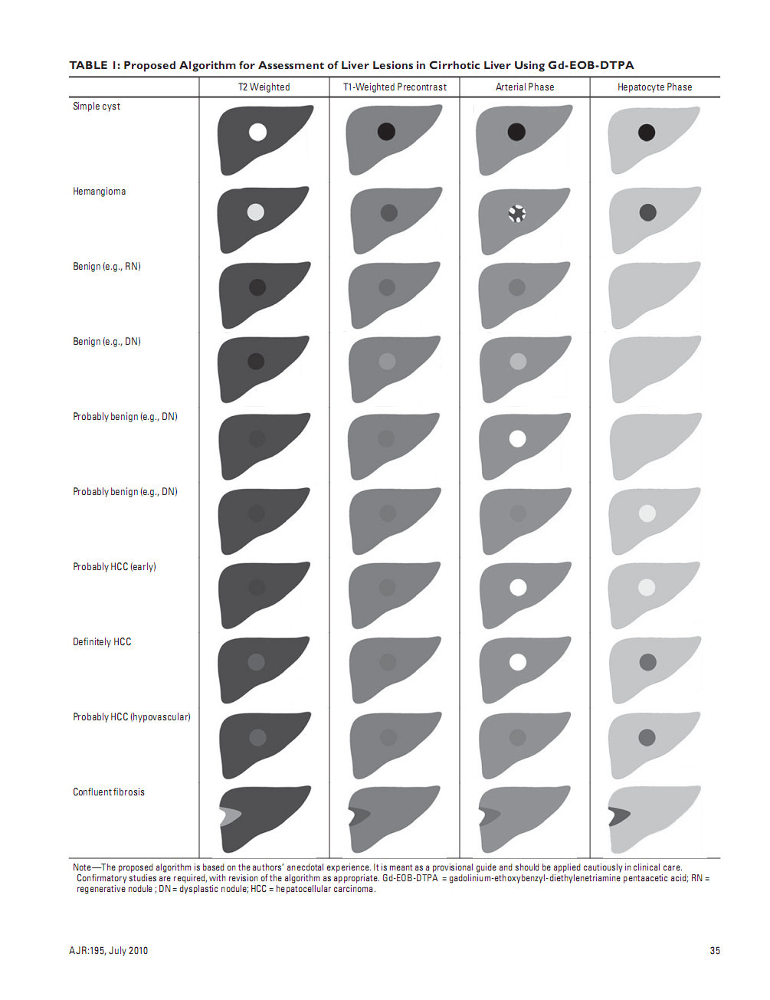 TABLE 1: Proposed Algorithm for Assessment of Liver Lesions in Cirrhotic Liver Using Gd-EOB-DTPA
T2 Weighted T1-Weighted Precontrast Arterial Phase Hepatocyte Phase
Simple cyst
Hemangioma
Benign (e.g., RN)
Benign (e.g., DN)
Probably benign (e.g., DN)
Probably benign (e.g., DN)
Probably HCC (early)
Definitely HCC
Probably HCC (hypovascular)
Confluent fibrosis
Note—The proposed algorithm is based on the authors' anecdotal experience. It is meant as a provisional guide and should be applied cautiously in clinical care.
Confirmatory studies are required, with revision of the algorithm as appropriate. Gd-EOB-DTPA = gadolinium-ethoxybenzyl-diethylenetriamine pentaacetic acid; RN =
regenerative nodule ; DN = dysplastic nodule; HCC = hepatocellular carcinoma.
AJR:195, July 2010 35